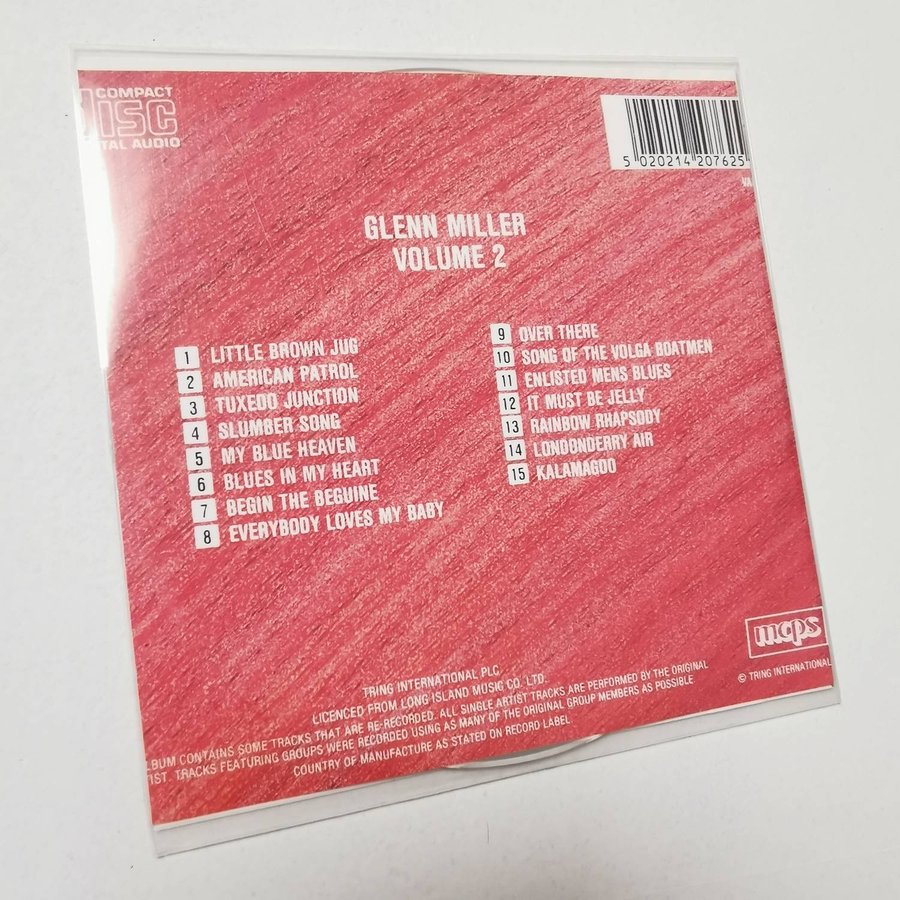 COMPACT
DISC
TAL AUDIO
5 020214 207625
GLENN MILLER
VOLUME 2
1 LITTLE BROWN JUG
2 AMERICAN PATROL
3 TUXEDO JUNCTION
4 SLUMBER SONG
5 MY BLUE HEAVEN
6 BLUES IN MY HEART
7 BEGIN THE BEGUINE
8 EVERYBODY LOVES MY BABY
9 OVER THERE
10 SONG OF THE VOLGA BOATMEN
11 ENLISTED MENS BLUES
12 IT MUST BE JELLY
13 RAINBOW RHAPSODY
14 LONDONDERRY AIR
15 KALAMAGOO
mcps
© TRING INTERNATIONAL
TRING INTERNATIONAL PLC.
LICENCED FROM LONG ISLAND MUSIC CO. LTD.
LBUM CONTAINS SOME TRACKS THAT ARE RE-RECORDED. ALL SINGLE ARTIST TRACKS ARE PERFORMED BY THE ORIGINAL
IST. TRACKS FEATURING GROUPS WERE RECORDED USING AS MANY OF THE ORIGINAL GROUP MEMBERS AS POSSIBLE
COUNTRY OF MANUFACTURE AS STATED ON RECORD LABEL